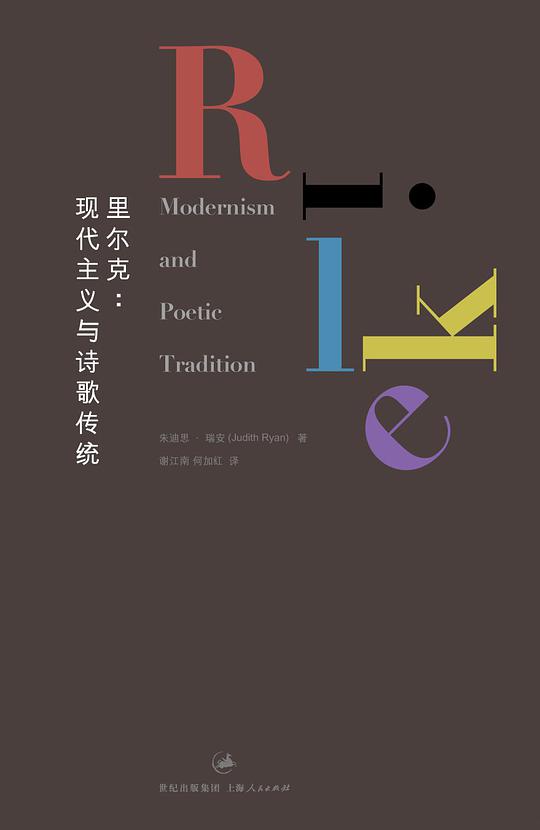 Rilke
里尔克：
现代主义与诗歌传统
Modernism
and
Poetic
Tradition
朱迪思 · 瑞安 (Judith Ryan) 著
谢江南 何加红 译
世纪出版集团 上海人民出版社